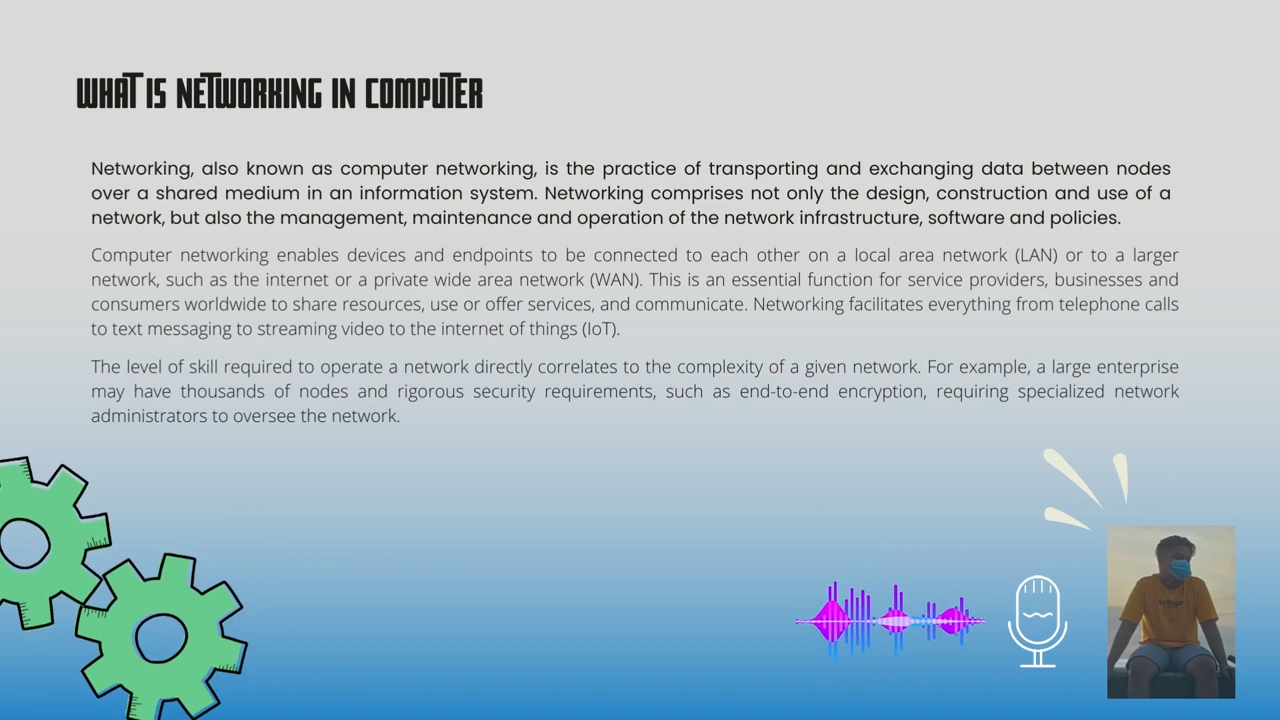 WHAT IS NETWORKING IN COMPUTER
Networking, also known as computer networking, is the practice of transporting and exchanging data between nodes
over a shared medium in an information system. Networking comprises not only the design, construction and use of a
network, but also the management, maintenance and operation of the network infrastructure, software and policies.
Computer networking enables devices and endpoints to be connected to each other on a local area network (LAN) or to a larger
network, such as the internet or a private wide area network (WAN). This is an essential function for service providers, businesses and
consumers worldwide to share resources, use or offer services, and communicate. Networking facilitates everything from telephone calls
to text messaging to streaming video to the internet of things (IoT).
The level of skill required to operate a network directly correlates to the complexity of a given network. For example, a large enterprise
may have thousands of nodes and rigorous security requirements, such as end-to-end encryption, requiring specialized network
administrators to oversee the network.